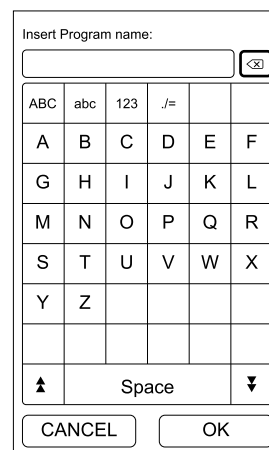 Insert Program name:
ABC abc 123 ./=
A B C D E F
G H I J K L
M N O P Q R
S T U V W X
Y Z
Space
CANCEL OK